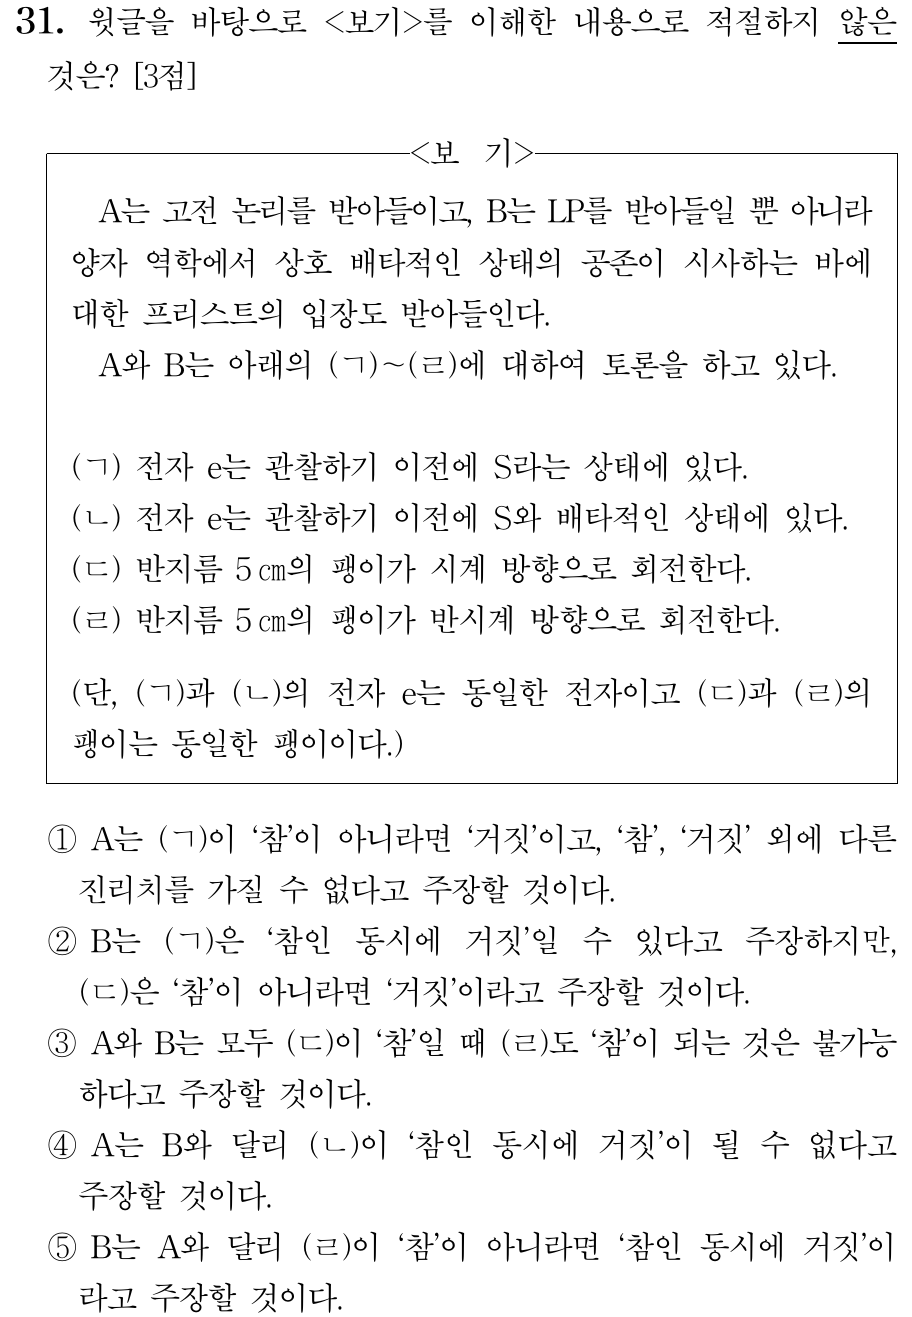 31. 윗글을 바탕으로 <보기>를 이해한 내용으로 적절하지 않은
것은? [3점]
<보 기>
A는 고전 논리를 받아들이고, B는 LP를 받아들일 뿐 아니라
양자 역학에서 상호 배타적인 상태의 공존이 시사하는 바에
대한 프리스트의 입장도 받아들인다.
A와 B는 아래의 (ㄱ)~(ㄹ)에 대하여 토론을 하고 있다.
(ㄱ) 전자 e는 관찰하기 이전에 S라는 상태에 있다.
(ㄴ) 전자 e는 관찰하기 이전에 S와 배타적인 상태에 있다.
(ㄷ) 반지름 5 cm의 팽이가 시계 방향으로 회전한다.
(ㄹ) 반지름 5 cm의 팽이가 반시계 방향으로 회전한다.
(단, (ㄱ)과 (ㄴ)의 전자 e는 동일한 전자이고 (ㄷ)과 (ㄹ)의
팽이는 동일한 팽이이다.)
① A는 (ㄱ)이 ‘참’이 아니라면 ‘거짓’이고, ‘참’, ‘거짓’ 외에 다른
진리치를 가질 수 없다고 주장할 것이다.
② B는 (ㄱ)은 ‘참인 동시에 거짓’일 수 있다고 주장하지만,
(ㄷ)은 ‘참’이 아니라면 ‘거짓’이라고 주장할 것이다.
③ A와 B는 모두 (ㄷ)이 ‘참’일 때 (ㄹ)도 ‘참’이 되는 것은 불가능
하다고 주장할 것이다.
④ A는 B와 달리 (ㄴ)이 ‘참인 동시에 거짓’이 될 수 없다고
주장할 것이다.
⑤ B는 A와 달리 (ㄹ)이 ‘참’이 아니라면 ‘참인 동시에 거짓’이
라고 주장할 것이다.